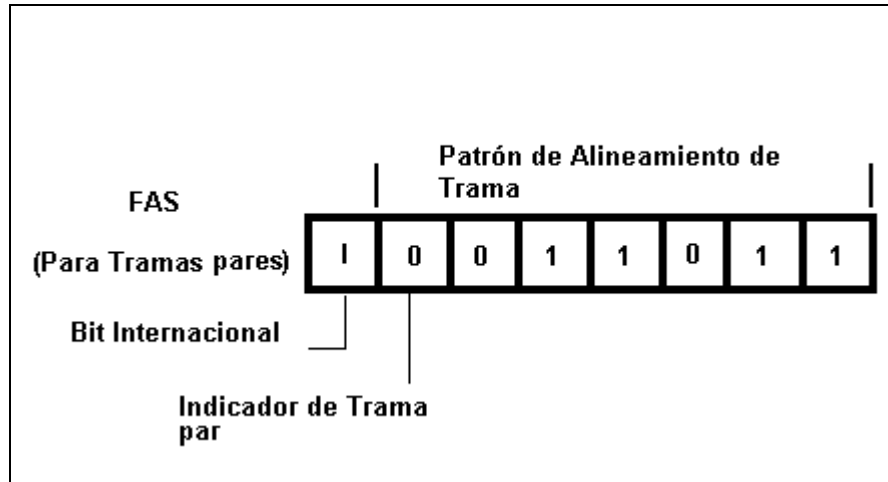 Patrón de Alineamiento de
Trama
FAS
(Para Tramas pares)
I 0 0 1 1 0 1 1
Bit Internacional
Indicador de Trama
par